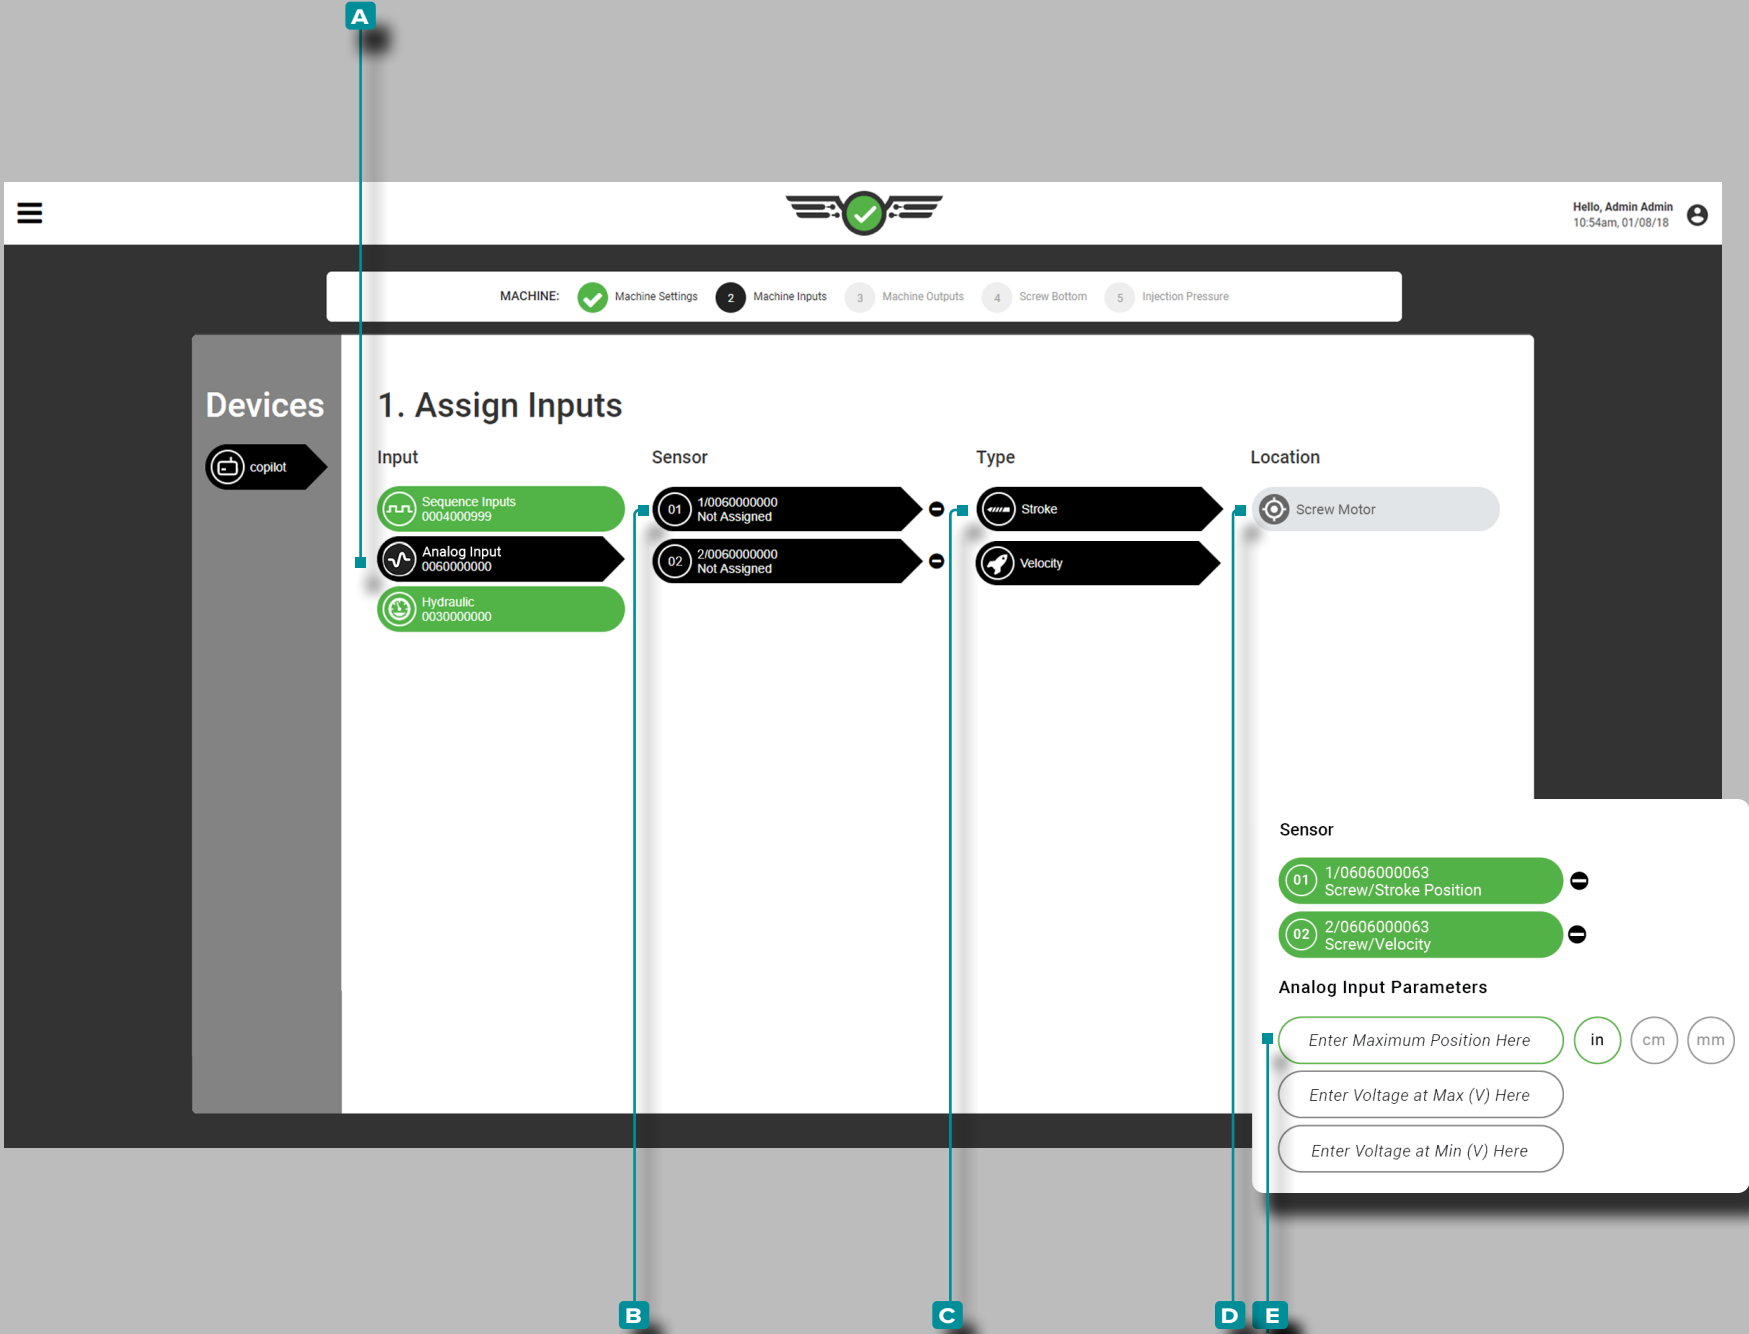 A
Hello, Admin Admin
10:54am, 01/08/18
MACHINE: Machine Settings 2 Machine Inputs 3 Machine Outputs 4 Screw Bottom 5 Injection Pressure
Devices
copilot
1. Assign Inputs
Input
Sequence Inputs
0004000999
Analog Input
0060000000
Hydraulic
0030000000
Sensor
01 1/0060000000
Not Assigned
02 2/0060000000
Not Assigned
Type
Stroke
Velocity
Location
Screw Motor
Sensor
01 1/0606000063
Screw/Stroke Position
02 2/0606000063
Screw/Velocity
Analog Input Parameters
Enter Maximum Position Here in cm mm
Enter Voltage at Max (V) Here
Enter Voltage at Min (V) Here
B C D E